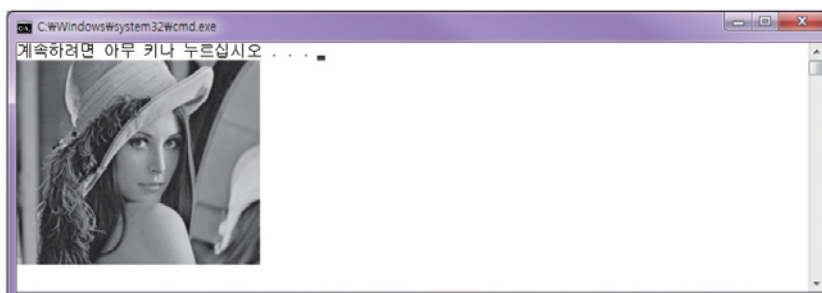 C:\Windows\system32\cmd.exe
계속하려면 아무 키나 누르십시오 . . .